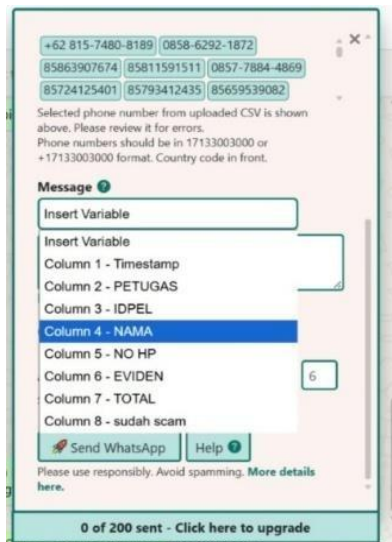 +62 815-7480-8189 0858-6292-1872
85863907674 85811591511 0857-7884-4869
85724125401 85793412435 85659539082
Selected phone number from uploaded CSV is shown
above. Please review it for errors.
Phone numbers should be in 17133003000 or
+17133003000 format. Country code in front.
Message ?
Insert Variable
Insert Variable
Column 1 - Timestamp
Column 2 - PETUGAS
Column 3 - IDPEL
Column 4 - NAMA
Column 5 - NO HP
Column 6 - EVIDEN
6
Column 7 - TOTAL
Column 8 - sudah scam
🚀 Send WhatsApp Help ?
Please use responsibly. Avoid spamming. More details
here.
0 of 200 sent - Click here to upgrade